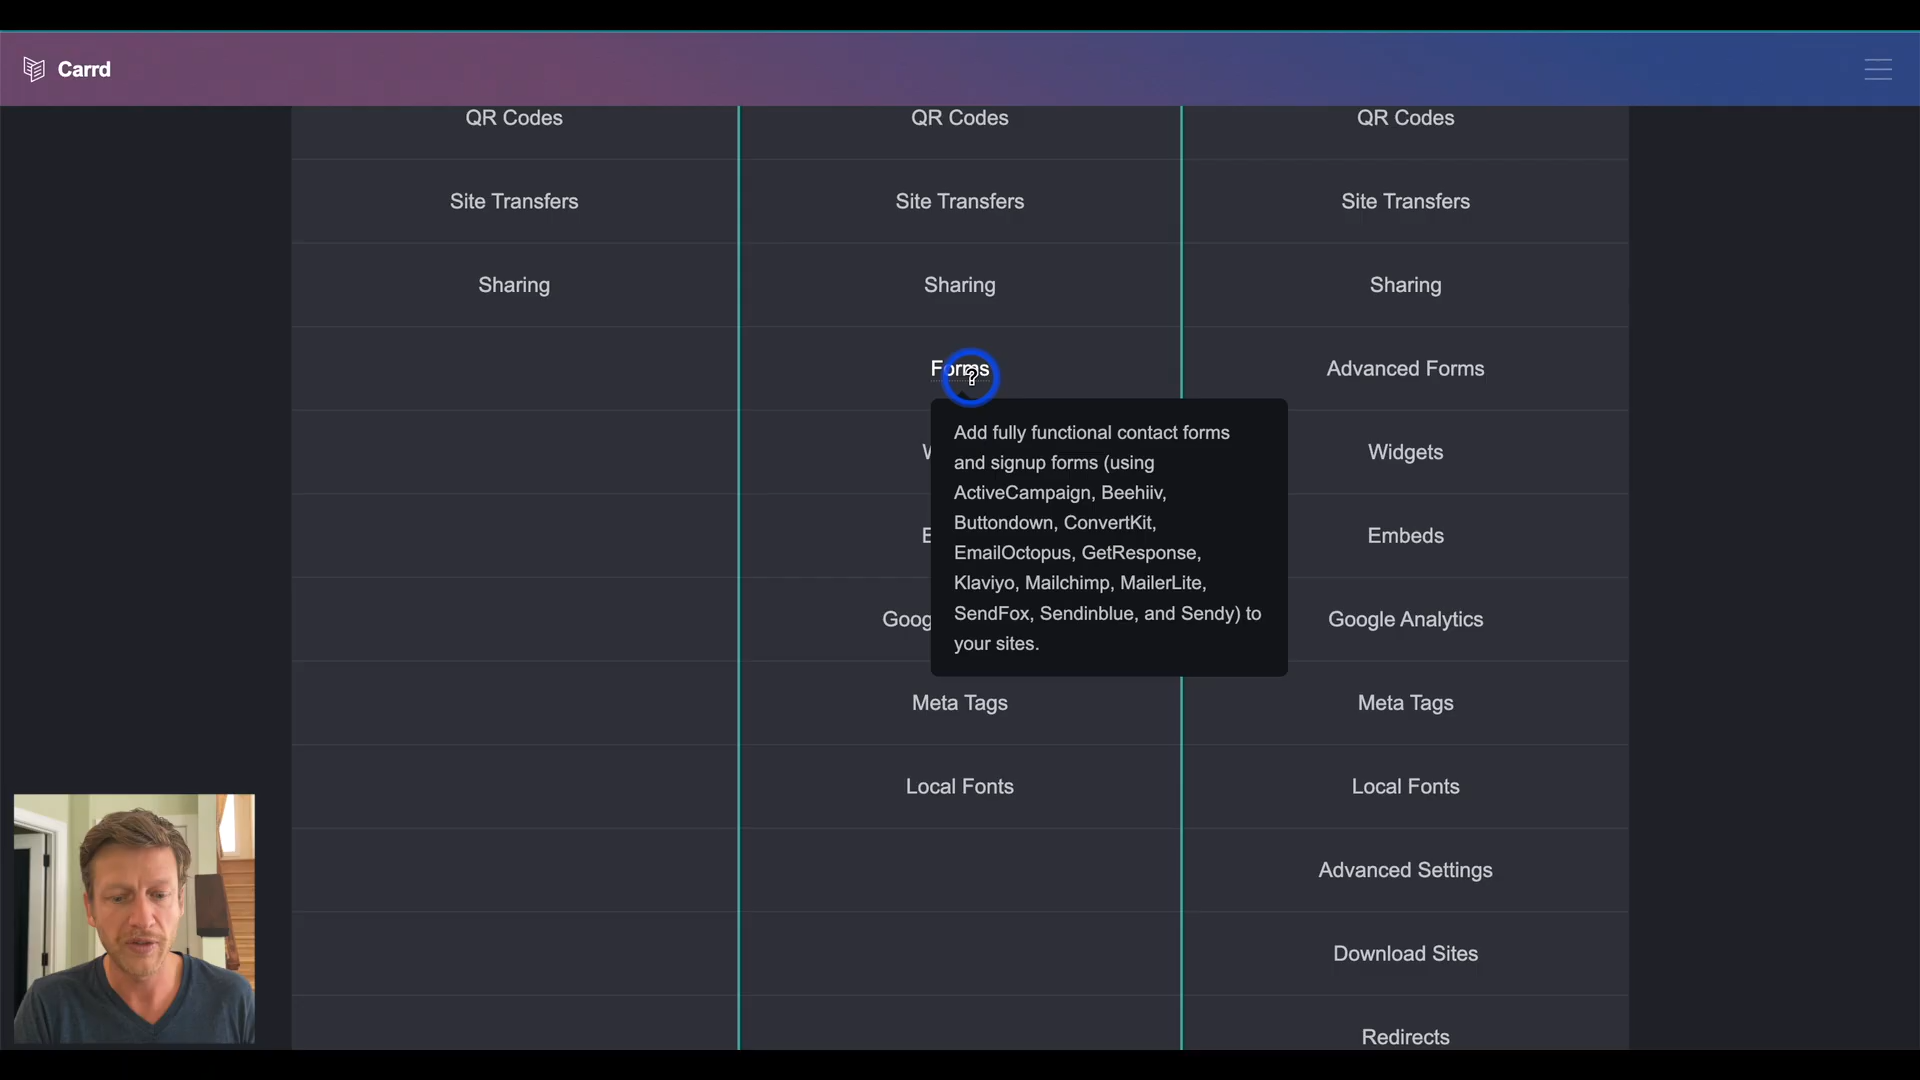 Carrd
QR Codes QR Codes QR Codes
Site Transfers Site Transfers Site Transfers
Sharing Sharing Sharing
Forms Advanced Forms
Add fully functional contact forms
and signup forms (using
ActiveCampaign, Beehiiv,
Buttondown, ConvertKit,
EmailOctopus, GetResponse,
Klaviyo, Mailchimp, MailerLite,
SendFox, Sendinblue, and Sendy) to
your sites.
W Widgets
E Embeds
Goog Google Analytics
Meta Tags Meta Tags
Local Fonts Local Fonts
Advanced Settings
Download Sites
Redirects